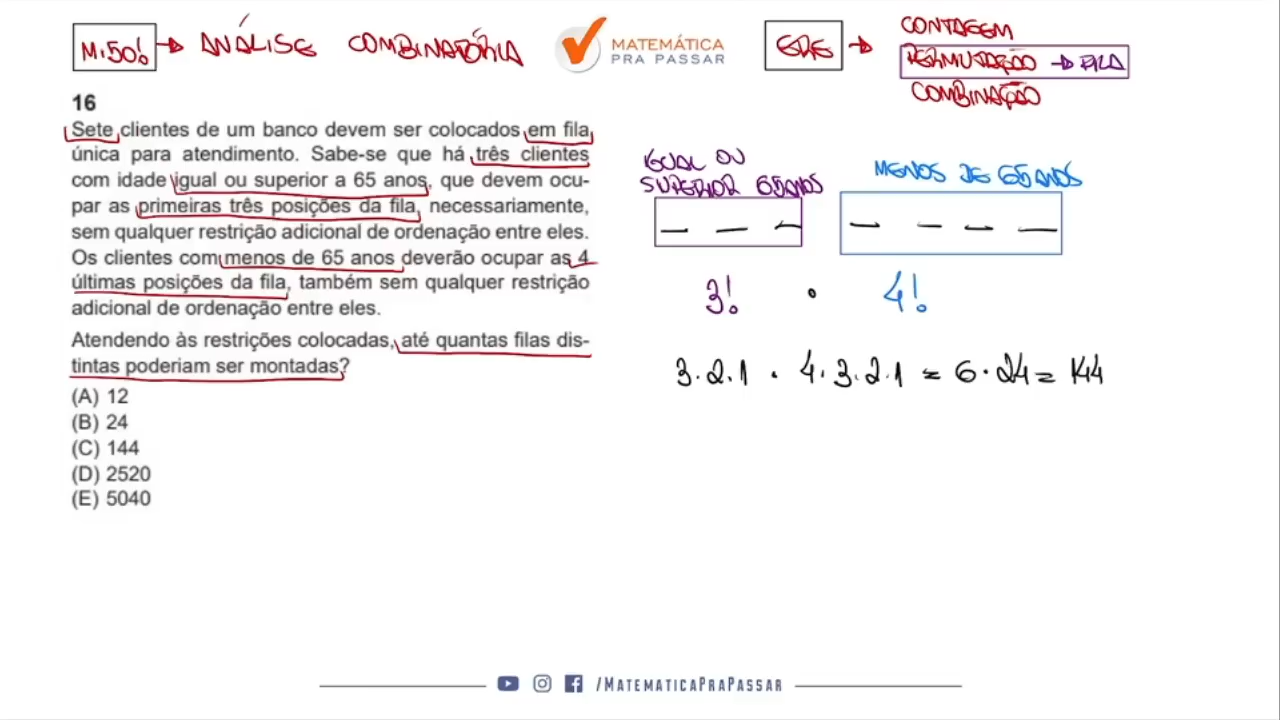 M.50! → ANÁLISE COMBINATÓRIA
MATEMÁTICA
PRA PASSAR
→ CONTAGEM
PERMUTAÇÃO → FILA
COMBINAÇÃO
16
Sete clientes de um banco devem ser colocados em fila
única para atendimento. Sabe-se que há três clientes
com idade igual ou superior a 65 anos, que devem ocu-
par as primeiras três posições da fila, necessariamente,
sem qualquer restrição adicional de ordenação entre eles.
Os clientes com menos de 65 anos deverão ocupar as 4
últimas posições da fila, também sem qualquer restrição
adicional de ordenação entre eles.
Atendendo às restrições colocadas, até quantas filas dis-
tintas poderiam ser montadas?
(A) 12
(B) 24
(C) 144
(D) 2520
(E) 5040
IGUAL OU
SUPERIOR 65 ANOS
MENOS DE 65 ANOS
3! · 4!
3.2.1 . 4.3.2.1 = 6.24 = 144
/MATEMATICAPRAPASSAR